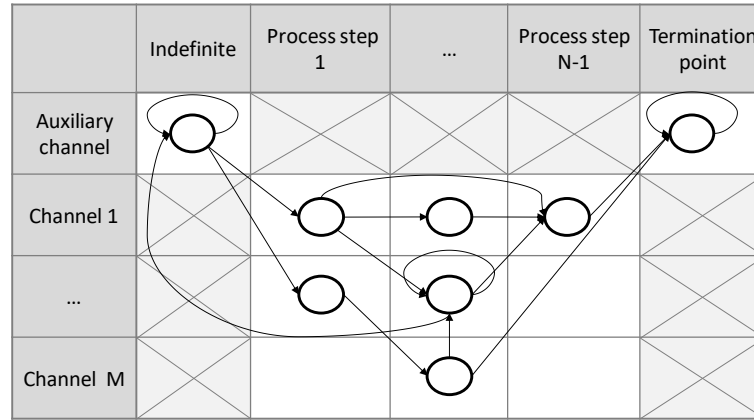 Indefinite
Process step
1
...
Process step
N-1
Termination
point
Auxiliary
channel
Channel 1
...
Channel M